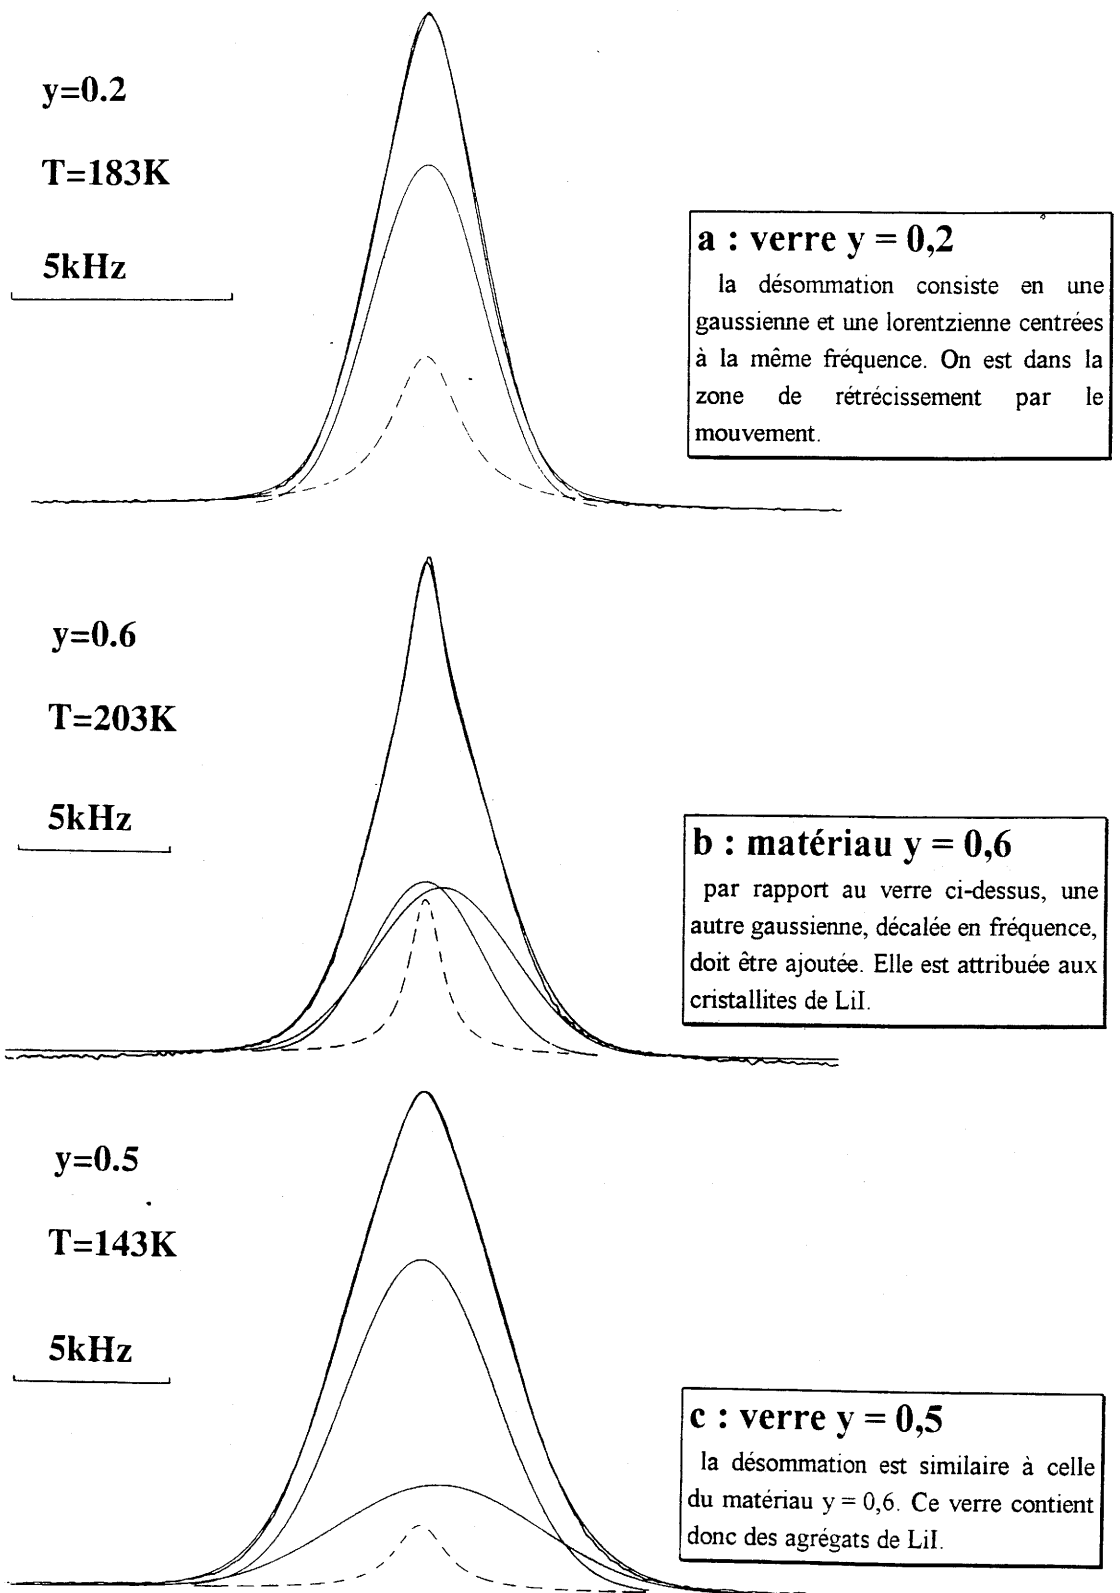 y=0.2
T=183K
5kHz
a : verre y = 0,2
la désommation consiste en une
gaussienne et une lorentzienne centrées
à la même fréquence. On est dans la
zone de rétrécissement par le
mouvement.
y=0.6
T=203K
5kHz
b : matériau y = 0,6
par rapport au verre ci-dessus, une
autre gaussienne, décalée en fréquence,
doit être ajoutée. Elle est attribuée aux
cristallites de LiI.
y=0.5
T=143K
5kHz
c : verre y = 0,5
la désommation est similaire à celle
du matériau y = 0,6. Ce verre contient
donc des agrégats de LiI.